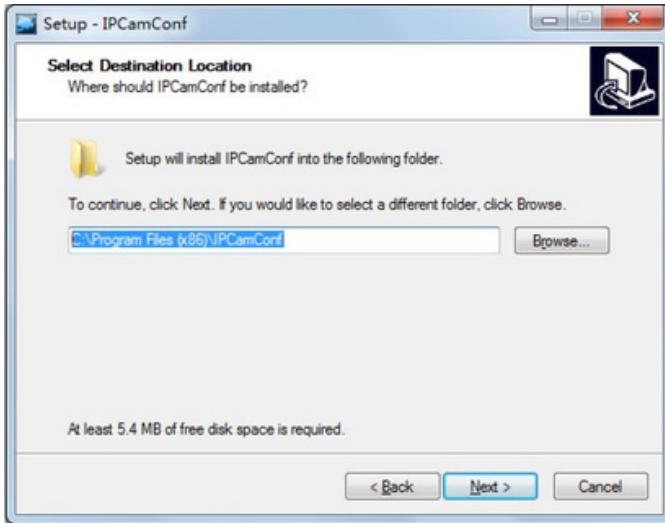 Setup - IPCamConf
Select Destination Location
Where should IPCamConf be installed?
Setup will install IPCamConf into the following folder.
To continue, click Next. If you would like to select a different folder, click Browse.
C:\Program Files (x86)\IPCamConf
Browse...
At least 5.4 MB of free disk space is required.
< Back
Next >
Cancel